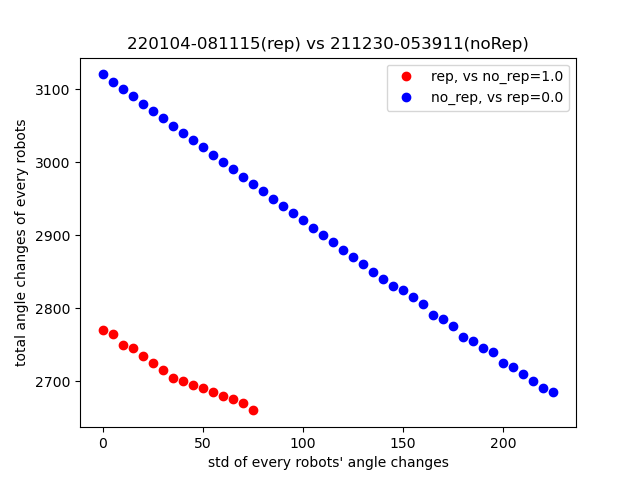 220104-081115(rep) vs 211230-053911(noRep)
rep, vs no_rep=1.0
no_rep, vs rep=0.0
total angle changes of every robots
3100
3000
2900
2800
2700
0 50 100 150 200
std of every robots' angle changes